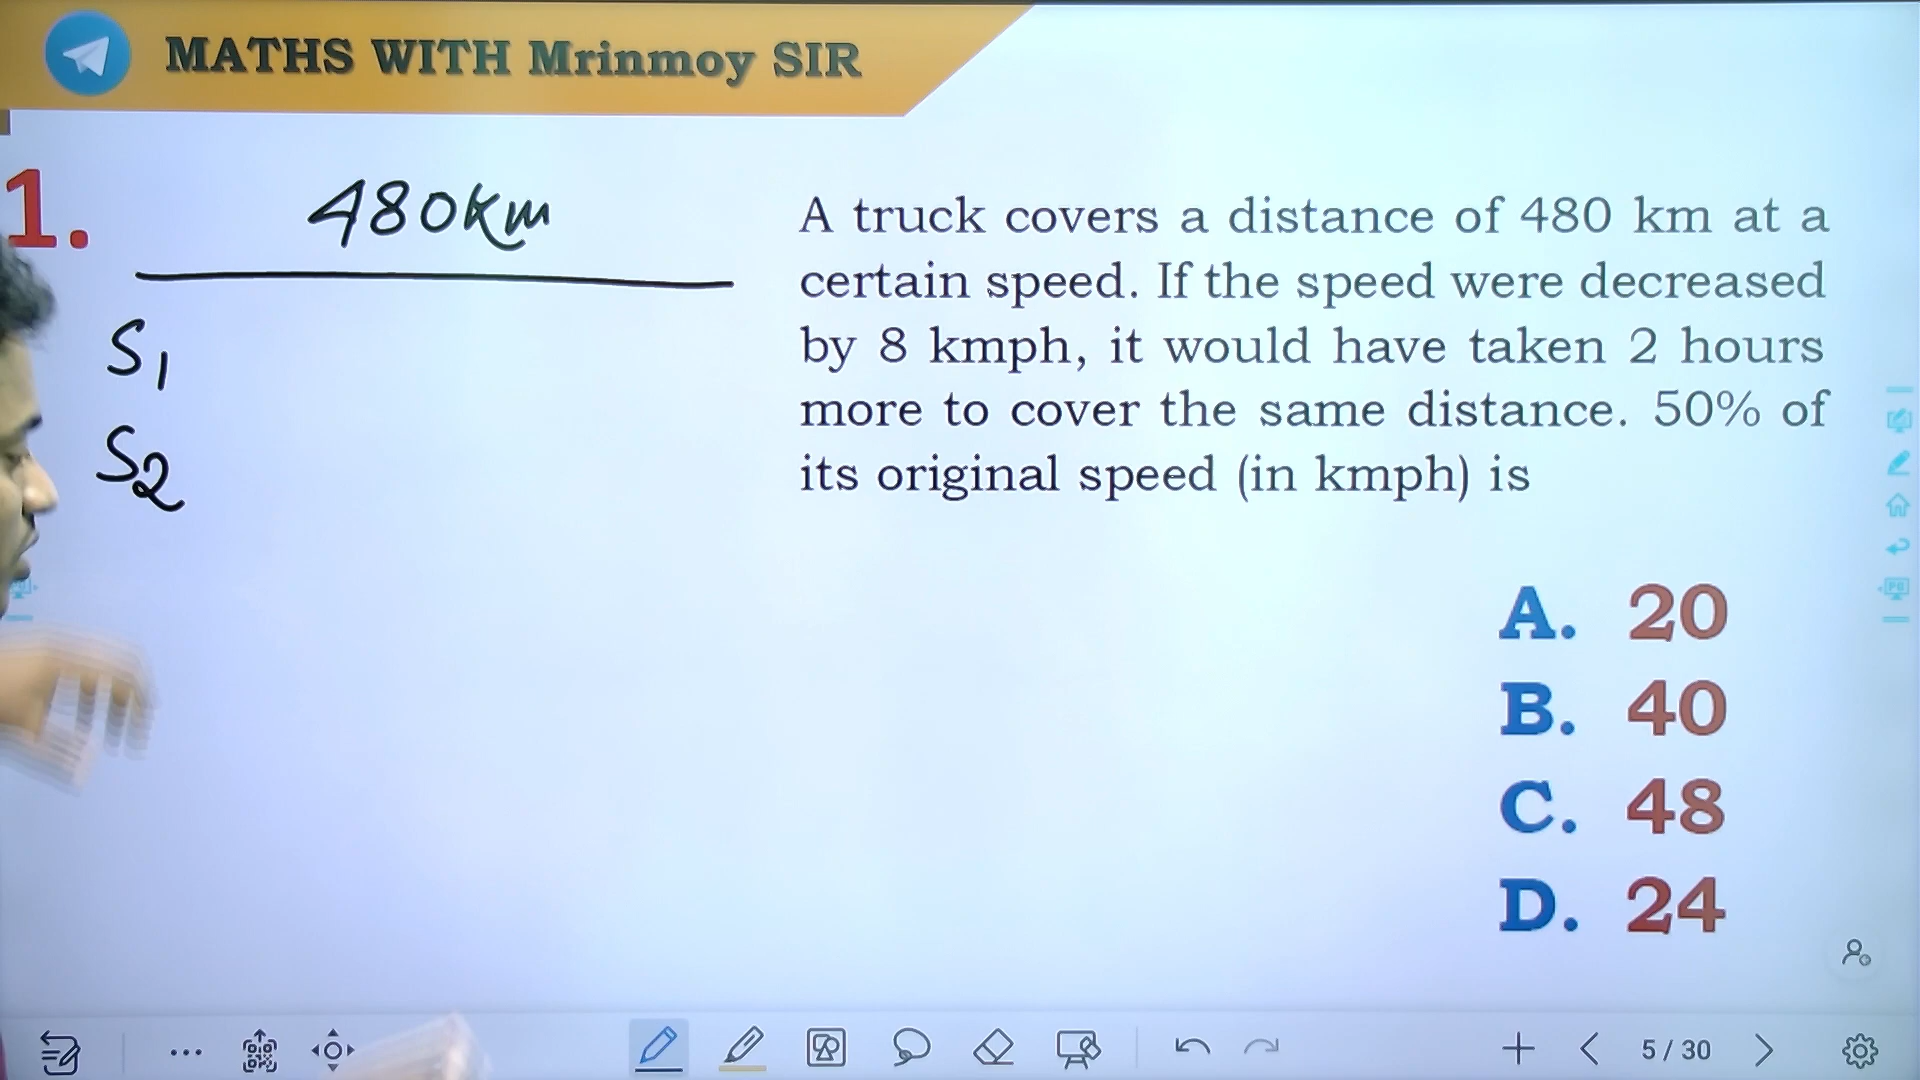 MATHS WITH Mrinmoy SIR
1.
480km
S1
S2
A truck covers a distance of 480 km at a
certain speed. If the speed were decreased
by 8 kmph, it would have taken 2 hours
more to cover the same distance. 50% of
its original speed (in kmph) is
A. 20
B. 40
C. 48
D. 24
5 / 30